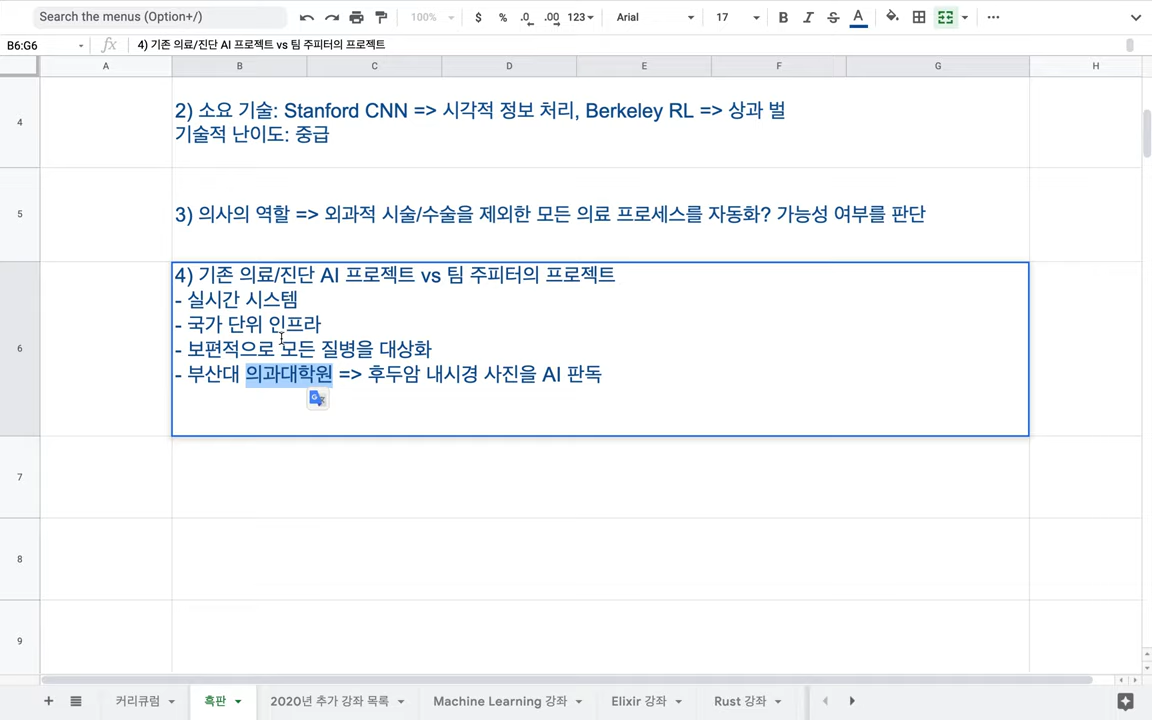 Search the menus (Option+/)
100%
$ % .0 .00 123
Arial
17
B I S A
B6:G6
fx 4) 기존 의료/진단 AI 프로젝트 vs 팀 주피터의 프로젝트
A B C D E F G H
4
2) 소요 기술: Stanford CNN => 시각적 정보 처리, Berkeley RL => 상과 벌
기술적 난이도: 중급
5
3) 의사의 역할 => 외과적 시술/수술을 제외한 모든 의료 프로세스를 자동화? 가능성 여부를 판단
6
4) 기존 의료/진단 AI 프로젝트 vs 팀 주피터의 프로젝트
- 실시간 시스템
- 국가 단위 인프라
- 보편적으로 모든 질병을 대상화
- 부산대 의과대학원 => 후두암 내시경 사진을 AI 판독
7
8
9
커리큘럼
흑판
2020년 추가 강좌 목록
Machine Learning 강좌
Elixir 강좌
Rust 강좌